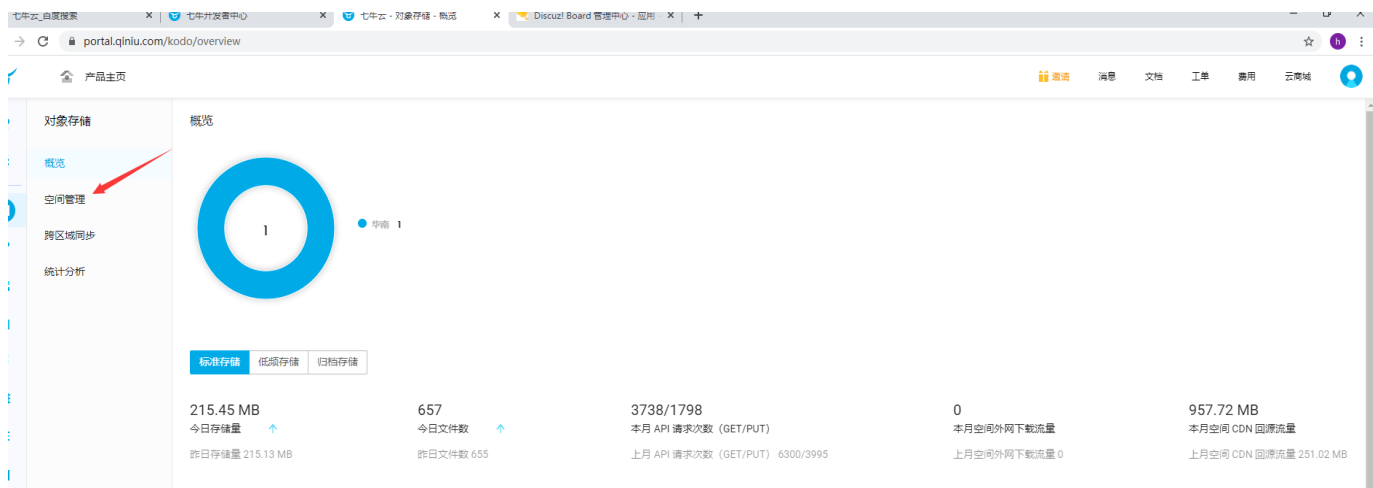 七牛云_百度搜索
七牛开发者中心
七牛云 - 对象存储 - 概览
Discuz! Board 管理中心 - 应用
portal.qiniu.com/kodo/overview
h
产品主页
邀请 消息 文档 工单 费用 云商城
对象存储
概览
空间管理
跨区域同步
统计分析
概览
1
华南 1
标准存储 低频存储 归档存储
215.45 MB
今日存储量
昨日存储量 215.13 MB
657
今日文件数
昨日文件数 655
3738/1798
本月 API 请求次数（GET/PUT）
上月 API 请求次数（GET/PUT） 6300/3995
0
本月空间外网下载流量
上月空间外网下载流量 0
957.72 MB
本月空间 CDN 回源流量
上月空间 CDN 回源流量 251.02 MB